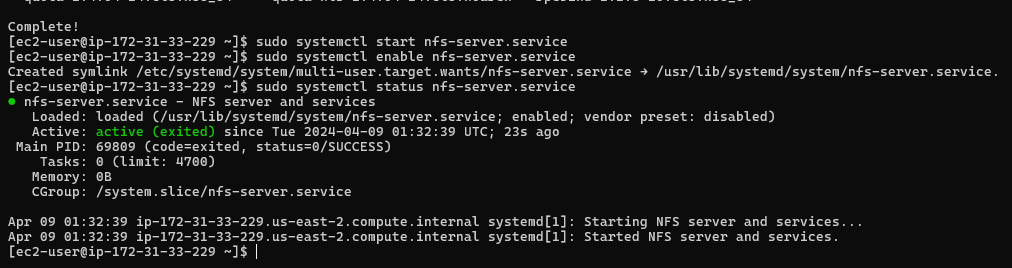 Complete!
[ec2-user@ip-172-31-33-229 ~]$ sudo systemctl start nfs-server.service
[ec2-user@ip-172-31-33-229 ~]$ sudo systemctl enable nfs-server.service
Created symlink /etc/systemd/system/multi-user.target.wants/nfs-server.service → /usr/lib/systemd/system/nfs-server.service.
[ec2-user@ip-172-31-33-229 ~]$ sudo systemctl status nfs-server.service
● nfs-server.service - NFS server and services
   Loaded: loaded (/usr/lib/systemd/system/nfs-server.service; enabled; vendor preset: disabled)
   Active: active (exited) since Tue 2024-04-09 01:32:39 UTC; 23s ago
 Main PID: 69809 (code=exited, status=0/SUCCESS)
    Tasks: 0 (limit: 4700)
   Memory: 0B
   CGroup: /system.slice/nfs-server.service
Apr 09 01:32:39 ip-172-31-33-229.us-east-2.compute.internal systemd[1]: Starting NFS server and services...
Apr 09 01:32:39 ip-172-31-33-229.us-east-2.compute.internal systemd[1]: Started NFS server and services.
[ec2-user@ip-172-31-33-229 ~]$